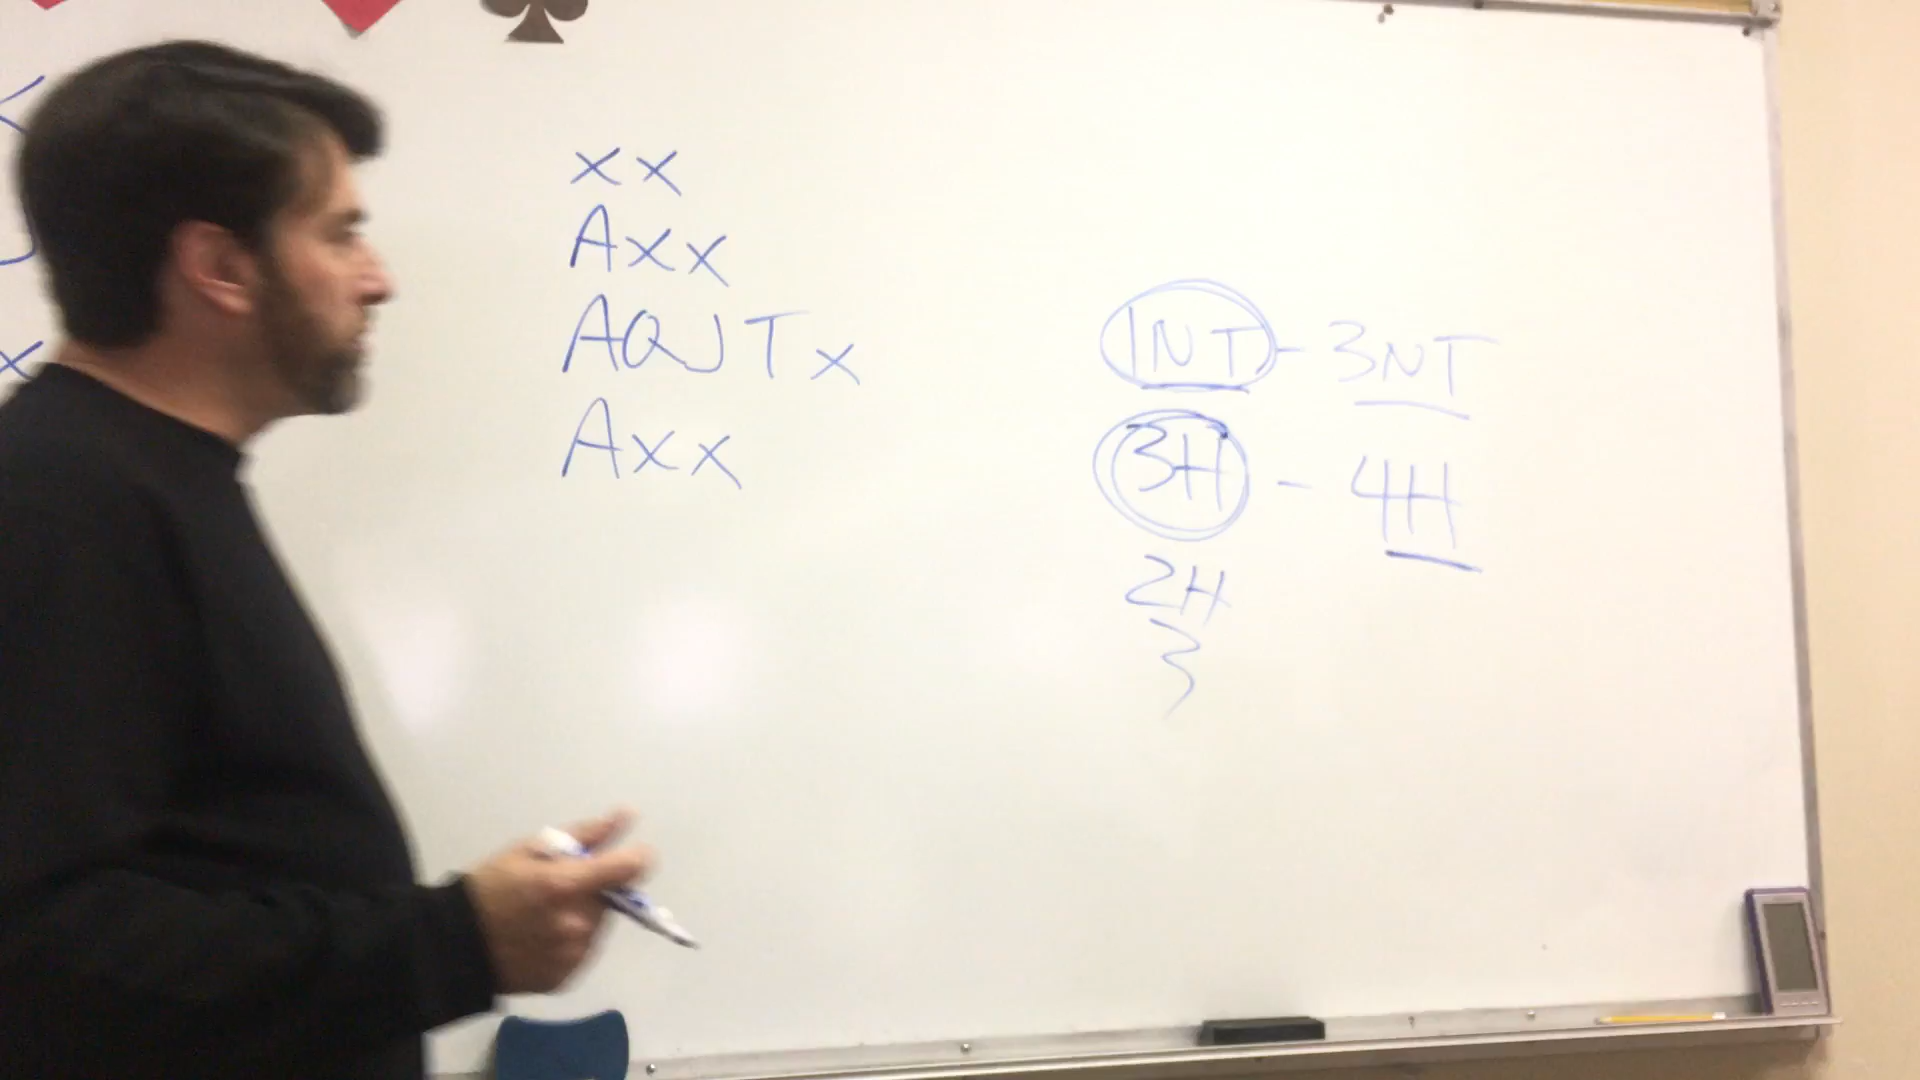 xx
Axx
AQJTx
Axx
1NT - 3NT
3H - 4H
2H
x